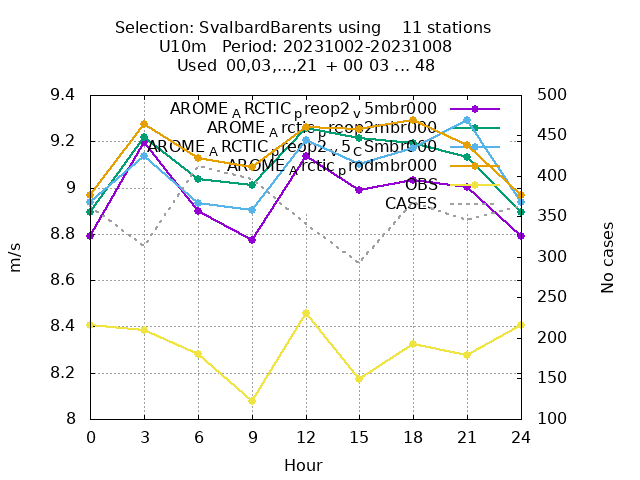 Selection: SvalbardBarents using 11 stations
U10m Period: 20231002-20231008
Used 00,03,...,21 + 00 03 ... 48
9.4
9.2
9
8.8
8.6
8.4
8.2
8
m/s
500
450
400
350
300
250
200
150
100
No cases
AROME_ARCTIC_preop2_v5mbr000
AROME_Arctic_preop2mbr000
AROME_ARCTIC_preop2_v5_CSmbr000
AROME_Arctic_prodmbr000
OBS
CASES
0 3 6 9 12 15 18 21 24
Hour